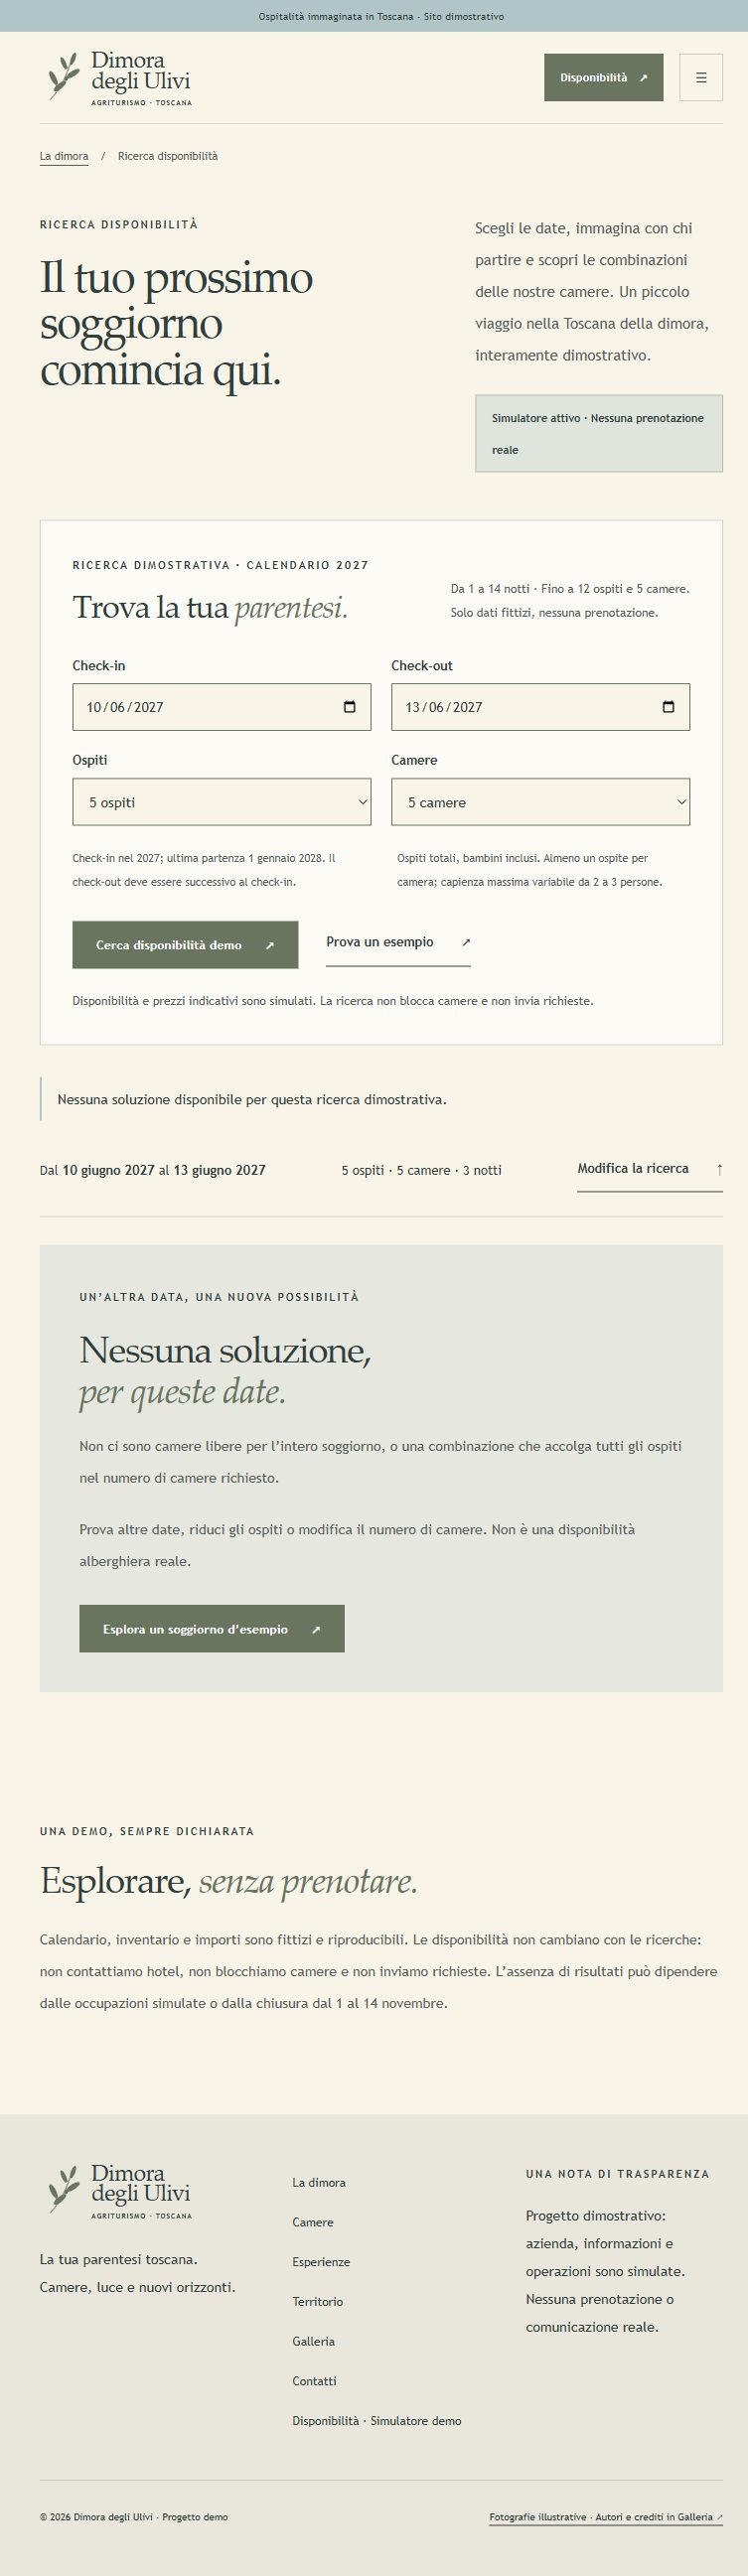 Ospitalità immaginata in Toscana · Sito dimostrativo
Dimora
degli Ulivi
AGRITURISMO · TOSCANA
Disponibilità ↗
☰
La dimora / Ricerca disponibilità
RICERCA DISPONIBILITÀ
Il tuo prossimo
soggiorno
comincia qui.
Scegli le date, immagina con chi
partire e scopri le combinazioni
delle nostre camere. Un piccolo
viaggio nella Toscana della dimora,
interamente dimostrativo.
Simulatore attivo · Nessuna prenotazione
reale
RICERCA DIMOSTRATIVA · CALENDARIO 2027
Trova la tua parentesi.
Da 1 a 14 notti · Fino a 12 ospiti e 5 camere.
Solo dati fittizi, nessuna prenotazione.
Check-in
10/06/2027
Check-out
13/06/2027
Ospiti
5 ospiti
Camere
5 camere
Check-in nel 2027; ultima partenza 1 gennaio 2028. Il
check-out deve essere successivo al check-in.
Ospiti totali, bambini inclusi. Almeno un ospite per
camera; capienza massima variabile da 2 a 3 persone.
Cerca disponibilità demo ↗
Prova un esempio ↗
Disponibilità e prezzi indicativi sono simulati. La ricerca non blocca camere e non invia richieste.
Nessuna soluzione disponibile per questa ricerca dimostrativa.
Dal 10 giugno 2027 al 13 giugno 2027
5 ospiti · 5 camere · 3 notti
Modifica la ricerca ↑
UN’ALTRA DATA, UNA NUOVA POSSIBILITÀ
Nessuna soluzione,
per queste date.
Non ci sono camere libere per l’intero soggiorno, o una combinazione che accolga tutti gli ospiti
nel numero di camere richiesto.
Prova altre date, riduci gli ospiti o modifica il numero di camere. Non è una disponibilità
alberghiera reale.
Esplora un soggiorno d’esempio ↗
UNA DEMO, SEMPRE DICHIARATA
Esplorare, senza prenotare.
Calendario, inventario e importi sono fittizi e riproducibili. Le disponibilità non cambiano con le ricerche:
non contattiamo hotel, non blocchiamo camere e non inviamo richieste. L’assenza di risultati può dipendere
dalle occupazioni simulate o dalla chiusura dal 1 al 14 novembre.
Dimora
degli Ulivi
AGRITURISMO · TOSCANA
La tua parentesi toscana.
Camere, luce e nuovi orizzonti.
La dimora
Camere
Esperienze
Territorio
Galleria
Contatti
Disponibilità · Simulatore demo
UNA NOTA DI TRASPARENZA
Progetto dimostrativo:
azienda, informazioni e
operazioni sono simulate.
Nessuna prenotazione o
comunicazione reale.
© 2026 Dimora degli Ulivi · Progetto demo
Fotografie illustrative · Autori e crediti in Galleria ↗